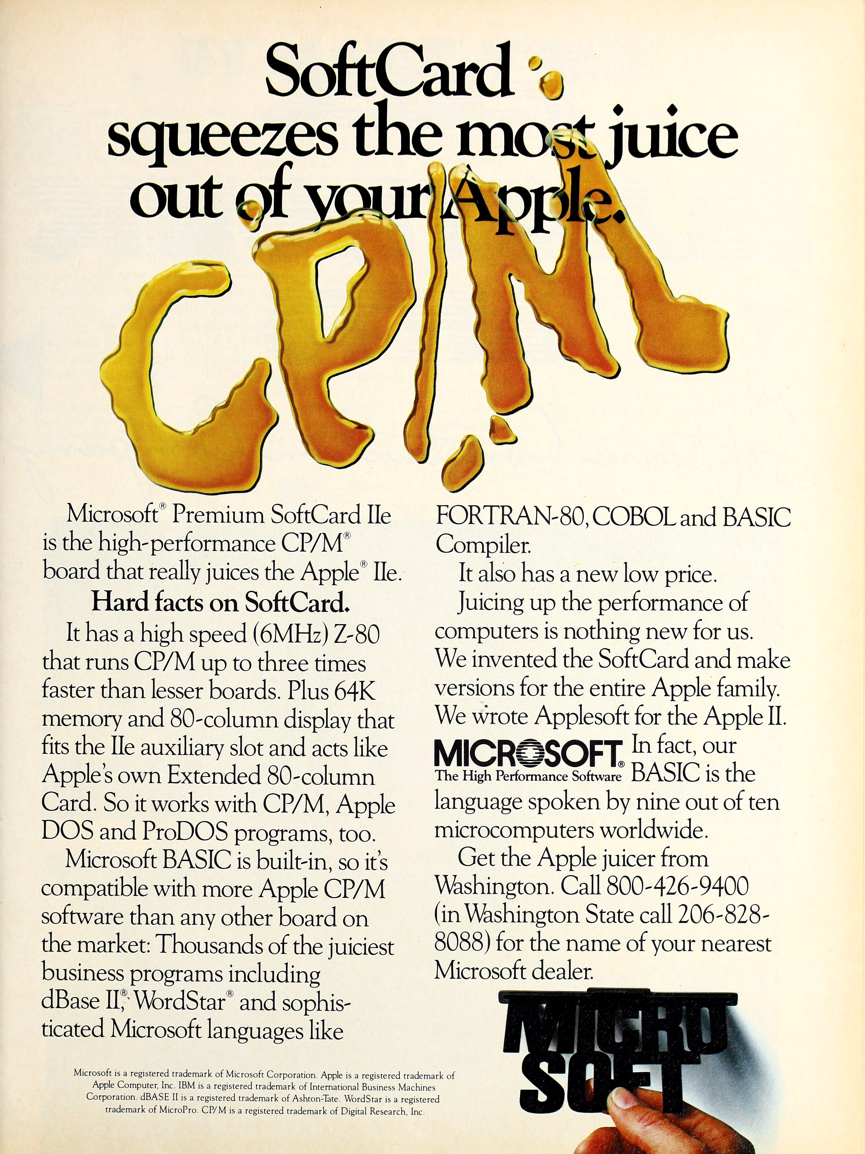 SoftCard
squeezes the most juice
out of your Apple.
CP/M
Microsoft® Premium SoftCard IIe
is the high-performance CP/M®
board that really juices the Apple® IIe.
Hard facts on SoftCard.
It has a high speed (6MHz) Z-80
that runs CP/M up to three times
faster than lesser boards. Plus 64K
memory and 80-column display that
fits the IIe auxiliary slot and acts like
Apple's own Extended 80-column
Card. So it works with CP/M, Apple
DOS and ProDOS programs, too.
Microsoft BASIC is built-in, so it's
compatible with more Apple CP/M
software than any other board on
the market: Thousands of the juiciest
business programs including
dBase II,® WordStar® and sophis-
ticated Microsoft languages like
FORTRAN-80, COBOL and BASIC
Compiler.
It also has a new low price.
Juicing up the performance of
computers is nothing new for us.
We invented the SoftCard and make
versions for the entire Apple family.
We wrote Applesoft for the Apple II.
MICROSOFT®
The High Performance Software
In fact, our
BASIC is the
language spoken by nine out of ten
microcomputers worldwide.
Get the Apple juicer from
Washington. Call 800-426-9400
(in Washington State call 206-828-
8088) for the name of your nearest
Microsoft dealer.
Microsoft is a registered trademark of Microsoft Corporation. Apple is a registered trademark of
Apple Computer, Inc. IBM is a registered trademark of International Business Machines
Corporation. dBASE II is a registered trademark of Ashton-Tate. WordStar is a registered
trademark of MicroPro. CP/M is a registered trademark of Digital Research, Inc.
MICRO
SOFT